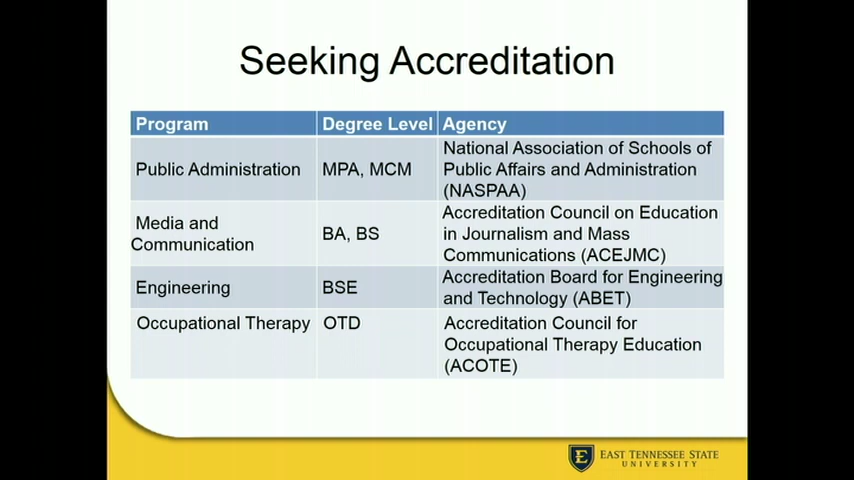 Seeking Accreditation
Program Degree Level Agency
Public Administration MPA, MCM National Association of Schools of
Public Affairs and Administration
(NASPAA)
Media and
Communication BA, BS Accreditation Council on Education
in Journalism and Mass
Communications (ACEJMC)
Engineering BSE Accreditation Board for Engineering
and Technology (ABET)
Occupational Therapy OTD Accreditation Council for
Occupational Therapy Education
(ACOTE)
E
EAST TENNESSEE STATE
UNIVERSITY